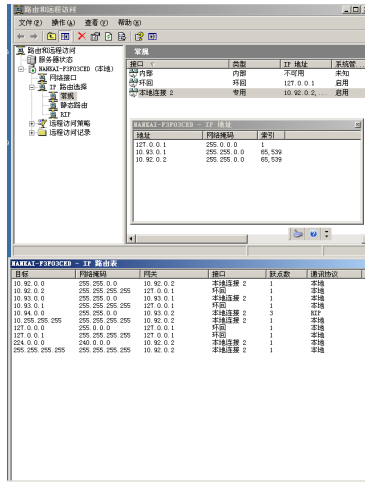 路由和远程访问
文件(F) 操作(A) 查看(V) 帮助(H)
路由和远程访问
服务器状态
NANKAI-F3F03CED (本地)
网络接口
IP 路由选择
常规
静态路由
RIP
远程访问策略
远程访问记录
常规
接口 类型 IP 地址 系统管...
内部 内部 不可用 未知
环回 环回 127.0.0.1 启用
本地连接 2 专用 10.92.0.2,... 启用
NANKAI-F3F03CED - IP 地址
地址 网络掩码 索引
127.0.0.1 255.0.0.0 1
10.93.0.1 255.255.0.0 65,539
10.92.0.2 255.255.0.0 65,539
NANKAI-F3F03CED - IP 路由表
目标 网络掩码 网关 接口 跃点数 通讯协议
10.92.0.0 255.255.0.0 10.92.0.2 本地连接 2 1 本地
10.92.0.2 255.255.255.255 127.0.0.1 环回 1 本地
10.93.0.0 255.255.0.0 10.93.0.1 本地连接 2 1 本地
10.93.0.1 255.255.255.255 127.0.0.1 环回 1 本地
10.94.0.0 255.255.0.0 10.93.0.2 本地连接 2 3 RIP
10.255.255.255 255.255.255.255 10.92.0.2 本地连接 2 1 本地
127.0.0.0 255.0.0.0 127.0.0.1 环回 1 本地
127.0.0.1 255.255.255.255 127.0.0.1 环回 1 本地
224.0.0.0 240.0.0.0 10.92.0.2 本地连接 2 1 本地
255.255.255.255 255.255.255.255 10.92.0.2 本地连接 2 1 本地